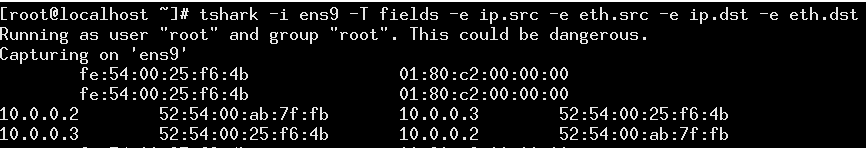 [root@localhost ~]# tshark -i ens9 -T fields -e ip.src -e eth.src -e ip.dst -e eth.dst
Running as user "root" and group "root". This could be dangerous.
Capturing on 'ens9'
fe:54:00:25:f6:4b 01:80:c2:00:00:00
fe:54:00:25:f6:4b 01:80:c2:00:00:00
10.0.0.2 52:54:00:ab:7f:fb 10.0.0.3 52:54:00:25:f6:4b
10.0.0.3 52:54:00:25:f6:4b 10.0.0.2 52:54:00:ab:7f:fb